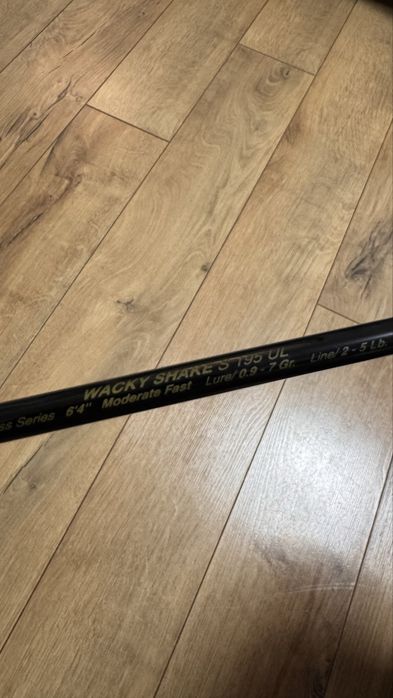 WACKY SHAKE S 195 UL
ss Series 6'4" Moderate Fast Lure/ 0.9 - 7 Gr. Line/ 2 - 5 Lb.